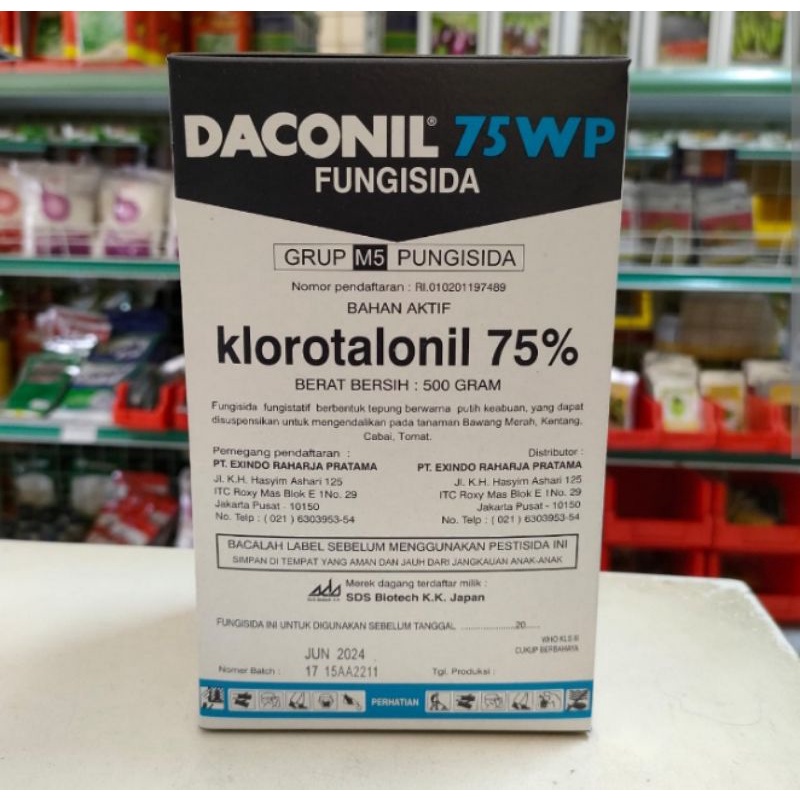 DACONIL® 75WP
FUNGISIDA
GRUP M5 PUNGISIDA
Nomor pendaftaran : RI.010201197489
BAHAN AKTIF
klorotalonil 75%
BERAT BERSIH : 500 GRAM
Fungisida fungistatif berbentuk tepung berwarna putih keabuan, yang dapat
disuspensikan untuk mengendalikan pada tanaman Bawang Merah, Kentang,
Cabai, Tomat.
Pemegang pendaftaran :
PT. EXINDO RAHARJA PRATAMA
Jl. K.H. Hasyim Ashari 125
ITC Roxy Mas Blok E 1No. 29
Jakarta Pusat - 10150
No. Telp : ( 021 ) 6303953-54
Distributor :
PT. EXINDO RAHARJA PRATAMA
Jl. K.H. Hasyim Ashari 125
ITC Roxy Mas Blok E 1No. 29
Jakarta Pusat - 10150
No. Telp : ( 021 ) 6303953-54
BACALAH LABEL SEBELUM MENGGUNAKAN PESTISIDA INI
SIMPAN DI TEMPAT YANG AMAN DAN JAUH DARI JANGKAUAN ANAK-ANAK
Merek dagang terdaftar milik :
SDS Biotech K.K. Japan
FUNGISIDA INI UNTUK DIGUNAKAN SEBELUM TANGGAL ......................20.....
WHO KLS III
CUKUP BERBAHAYA
JUN 2024
Nomer Batch : 17 15AA2211
Tgl. Produksi :
PERHATIAN